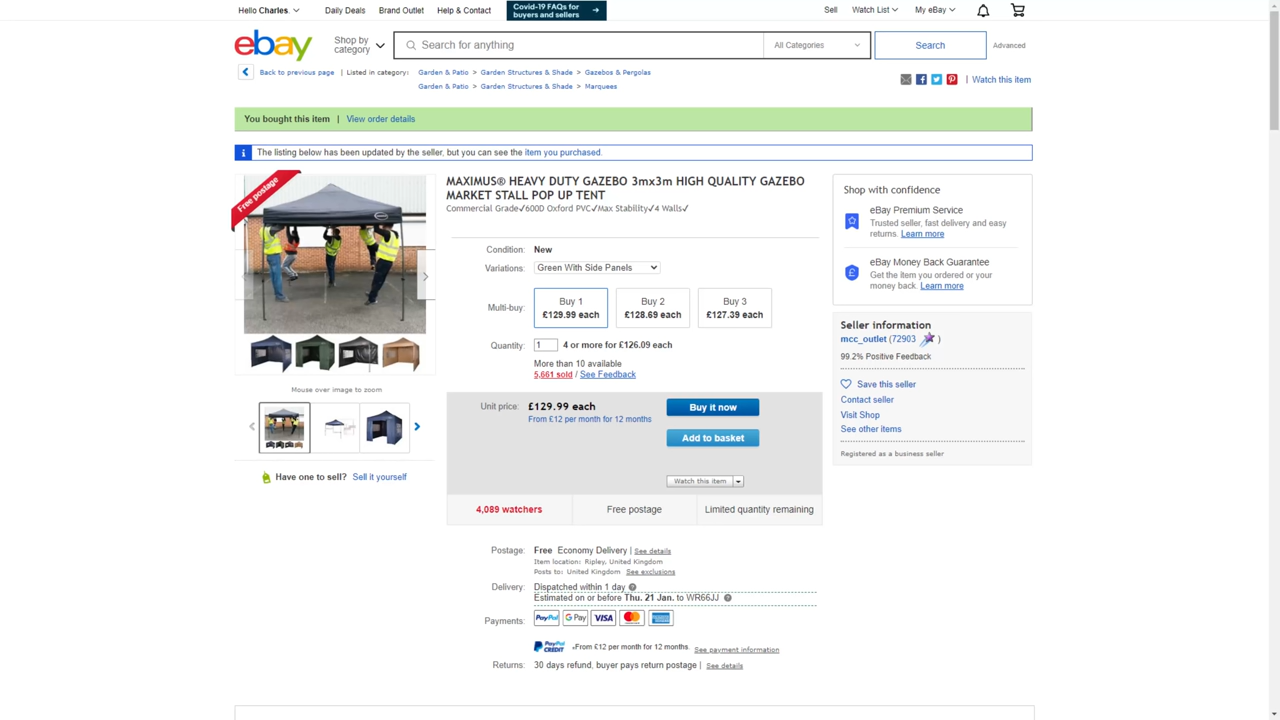 Hello Charles.
Daily Deals
Brand Outlet
Help & Contact
Covid-19 FAQs for
buyers and sellers
Sell
Watch List
My eBay
ebay
Shop by
category
Search for anything
All Categories
Search
Advanced
Back to previous page | Listed in category: Garden & Patio > Garden Structures & Shade > Gazebos & Pergolas
Garden & Patio > Garden Structures & Shade > Marquees
| Watch this item
You bought this item | View order details
The listing below has been updated by the seller, but you can see the item you purchased.
Free postage
Mouse over image to zoom
Have one to sell? Sell it yourself
MAXIMUS® HEAVY DUTY GAZEBO 3mx3m HIGH QUALITY GAZEBO
MARKET STALL POP UP TENT
Commercial Grade✓600D Oxford PVC✓Max Stability✓4 Walls✓
Condition: New
Variations: Green With Side Panels
Multi-buy:
Buy 1
£129.99 each
Buy 2
£128.69 each
Buy 3
£127.39 each
Quantity: 1 4 or more for £126.09 each
More than 10 available
5,661 sold / See Feedback
Unit price: £129.99 each
From £12 per month for 12 months
Buy it now
Add to basket
Watch this item
4,089 watchers
Free postage
Limited quantity remaining
Postage: Free Economy Delivery | See details
Item location: Ripley, United Kingdom
Posts to: United Kingdom See exclusions
Delivery: Dispatched within 1 day
Estimated on or before Thu. 21 Jan. to WR66JJ
Payments: PayPal G Pay VISA
PayPal CREDIT From £12 per month for 12 months. See payment information
Returns: 30 days refund, buyer pays return postage | See details
Shop with confidence
eBay Premium Service
Trusted seller, fast delivery and easy
returns. Learn more
eBay Money Back Guarantee
Get the item you ordered or your
money back. Learn more
Seller information
mcc_outlet (72903 )
99.2% Positive Feedback
Save this seller
Contact seller
Visit Shop
See other items
Registered as a business seller